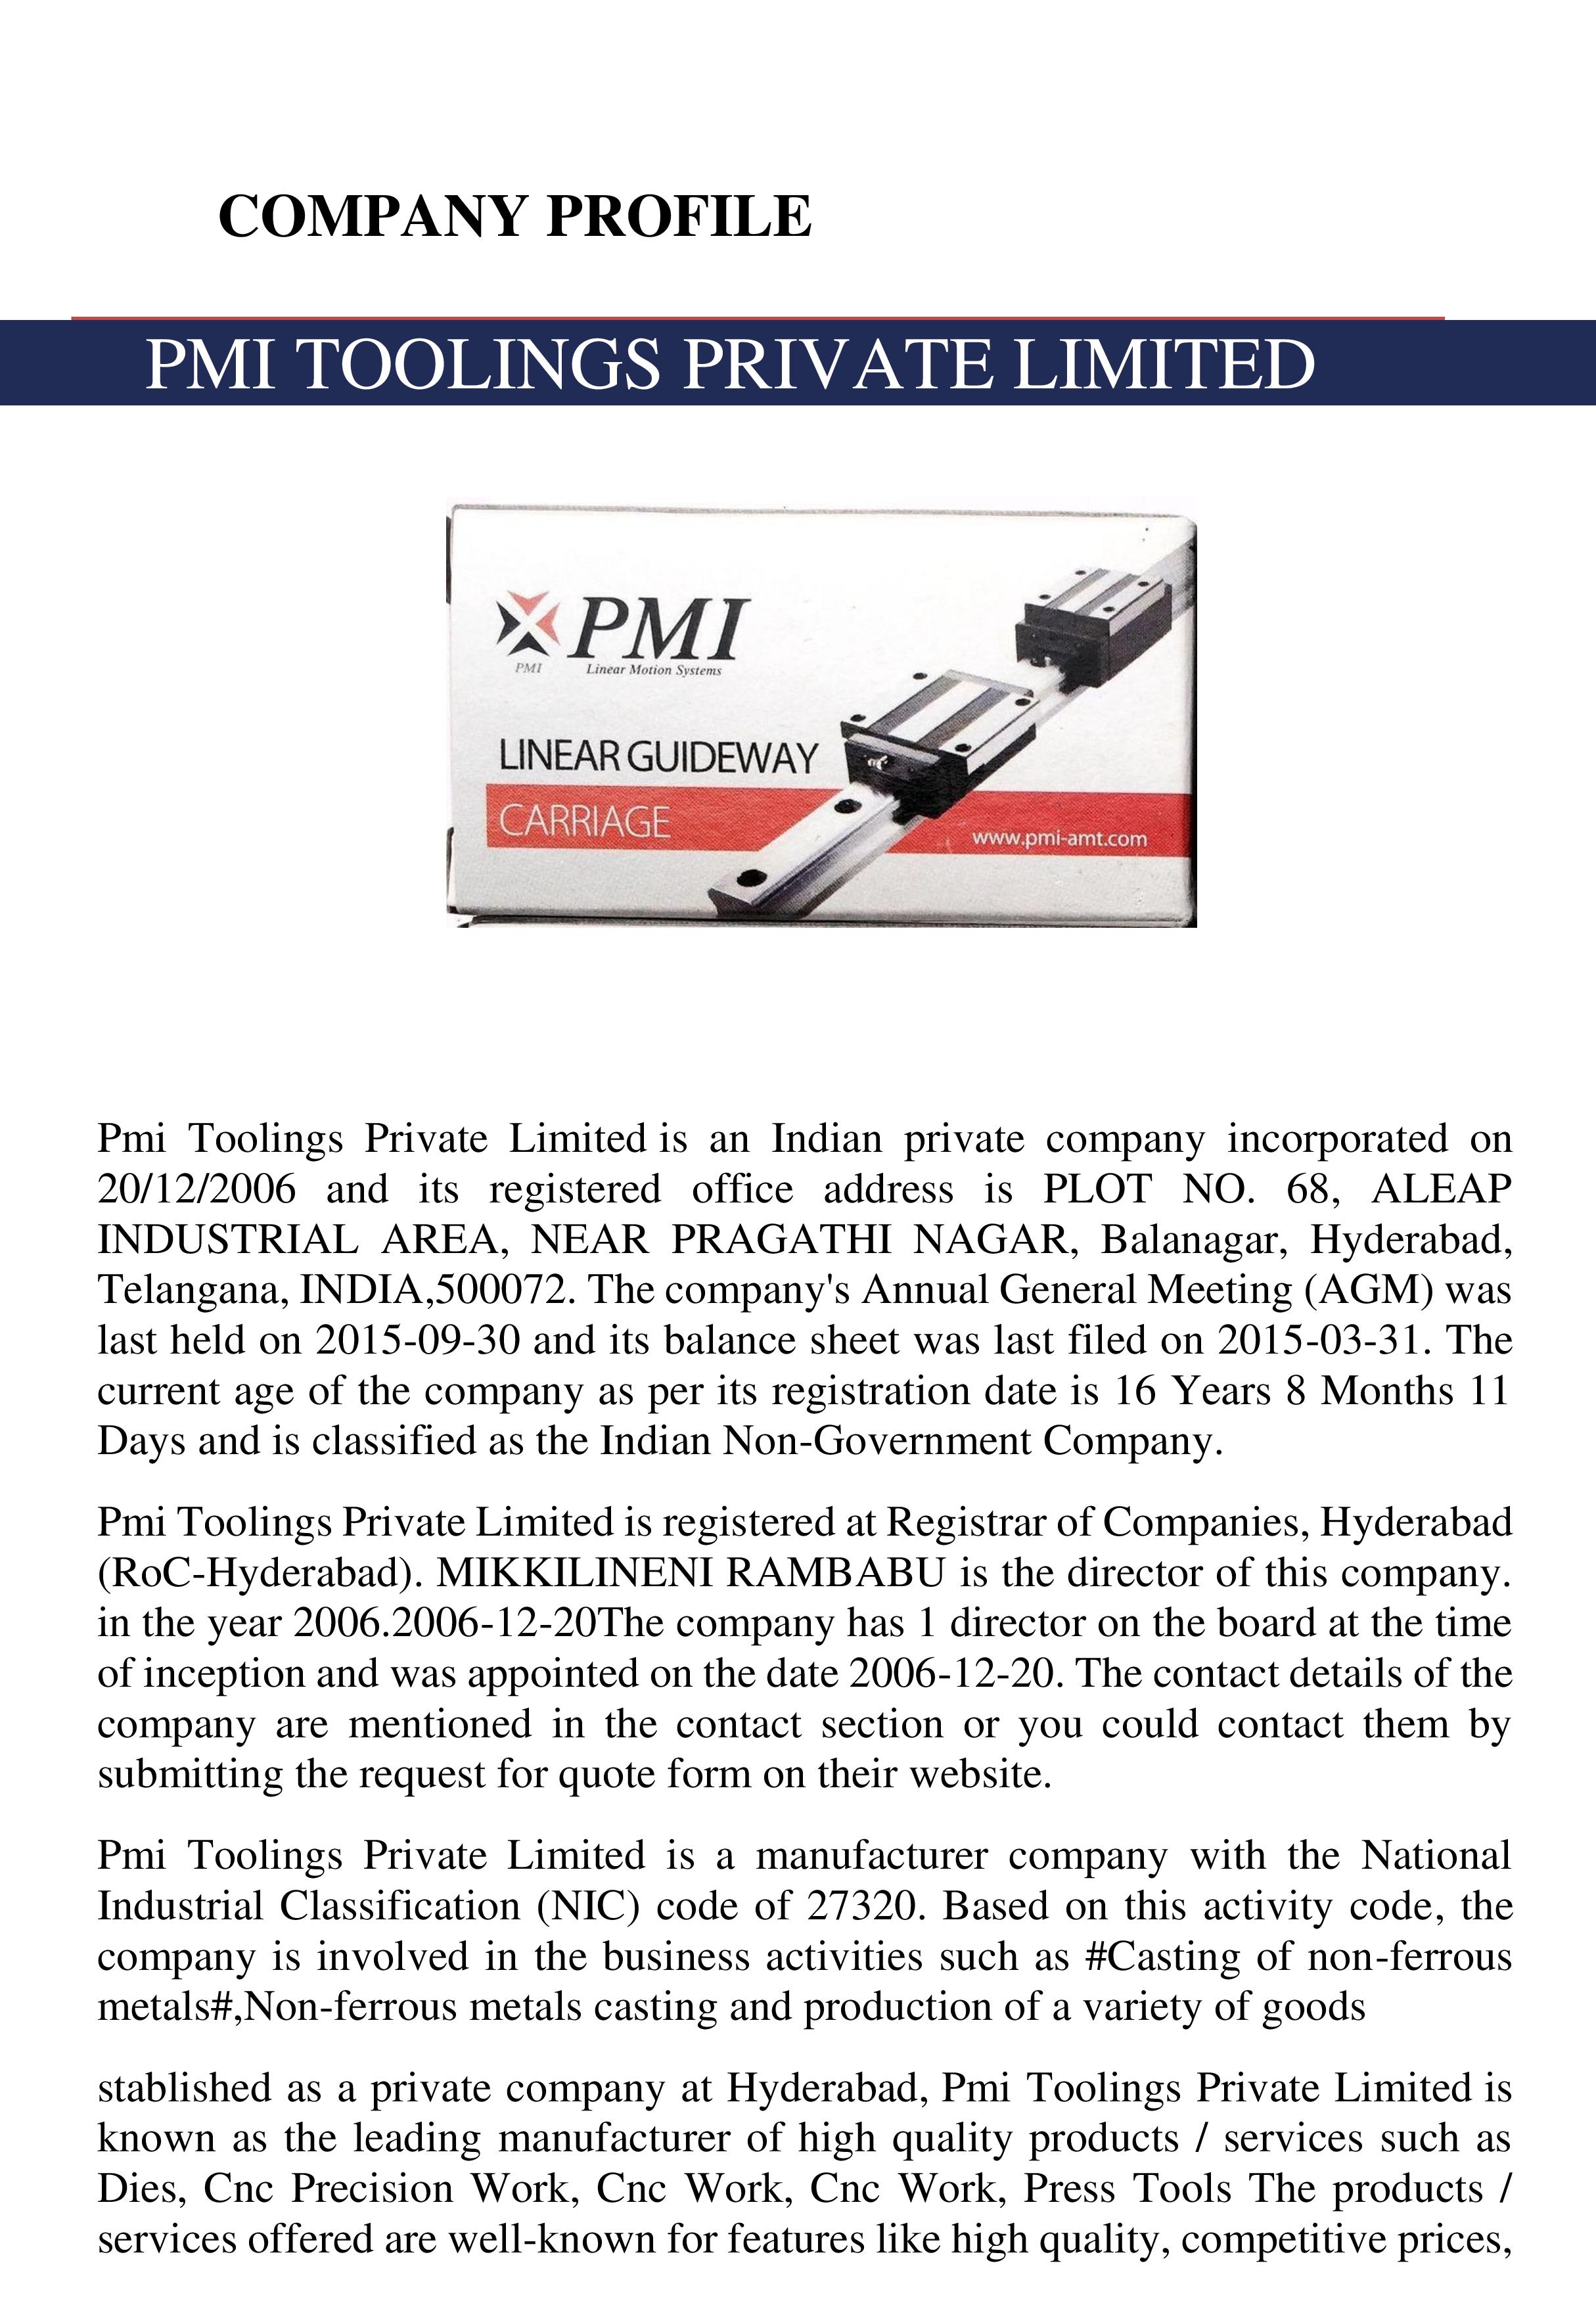 COMPANY PROFILE
PMI TOOLINGS PRIVATE LIMITED
PMI
PMI
Linear Motion Systems
LINEAR GUIDEWAY
CARRIAGE
www.pmi-amt.com
Pmi Toolings Private Limited is an Indian private company incorporated on
20/12/2006 and its registered office address is PLOT NO. 68, ALEAP
INDUSTRIAL AREA, NEAR PRAGATHI NAGAR, Balanagar, Hyderabad,
Telangana, INDIA,500072. The company's Annual General Meeting (AGM) was
last held on 2015-09-30 and its balance sheet was last filed on 2015-03-31. The
current age of the company as per its registration date is 16 Years 8 Months 11
Days and is classified as the Indian Non-Government Company.
Pmi Toolings Private Limited is registered at Registrar of Companies, Hyderabad
(RoC-Hyderabad). MIKKILINENI RAMBABU is the director of this company.
in the year 2006.2006-12-20The company has 1 director on the board at the time
of inception and was appointed on the date 2006-12-20. The contact details of the
company are mentioned in the contact section or you could contact them by
submitting the request for quote form on their website.
Pmi Toolings Private Limited is a manufacturer company with the National
Industrial Classification (NIC) code of 27320. Based on this activity code, the
company is involved in the business activities such as #Casting of non-ferrous
metals#,Non-ferrous metals casting and production of a variety of goods
stablished as a private company at Hyderabad, Pmi Toolings Private Limited is
known as the leading manufacturer of high quality products / services such as
Dies, Cnc Precision Work, Cnc Work, Cnc Work, Press Tools The products /
services offered are well-known for features like high quality, competitive prices,